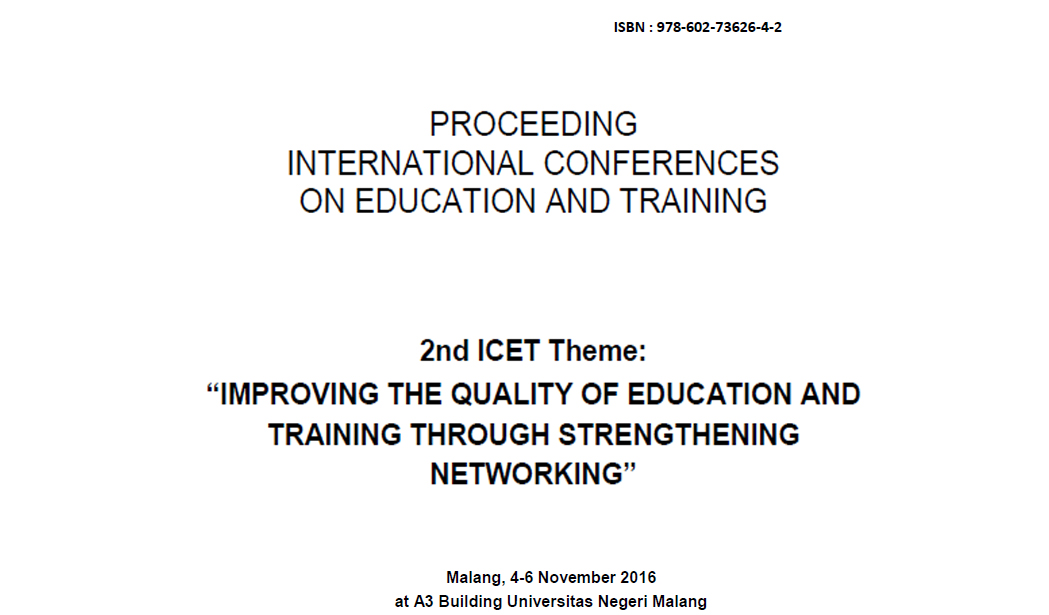 ISBN : 978-602-73626-4-2
PROCEEDING
INTERNATIONAL CONFERENCES
ON EDUCATION AND TRAINING
2nd ICET Theme:
“IMPROVING THE QUALITY OF EDUCATION AND
TRAINING THROUGH STRENGTHENING
NETWORKING”
Malang, 4-6 November 2016
at A3 Building Universitas Negeri Malang